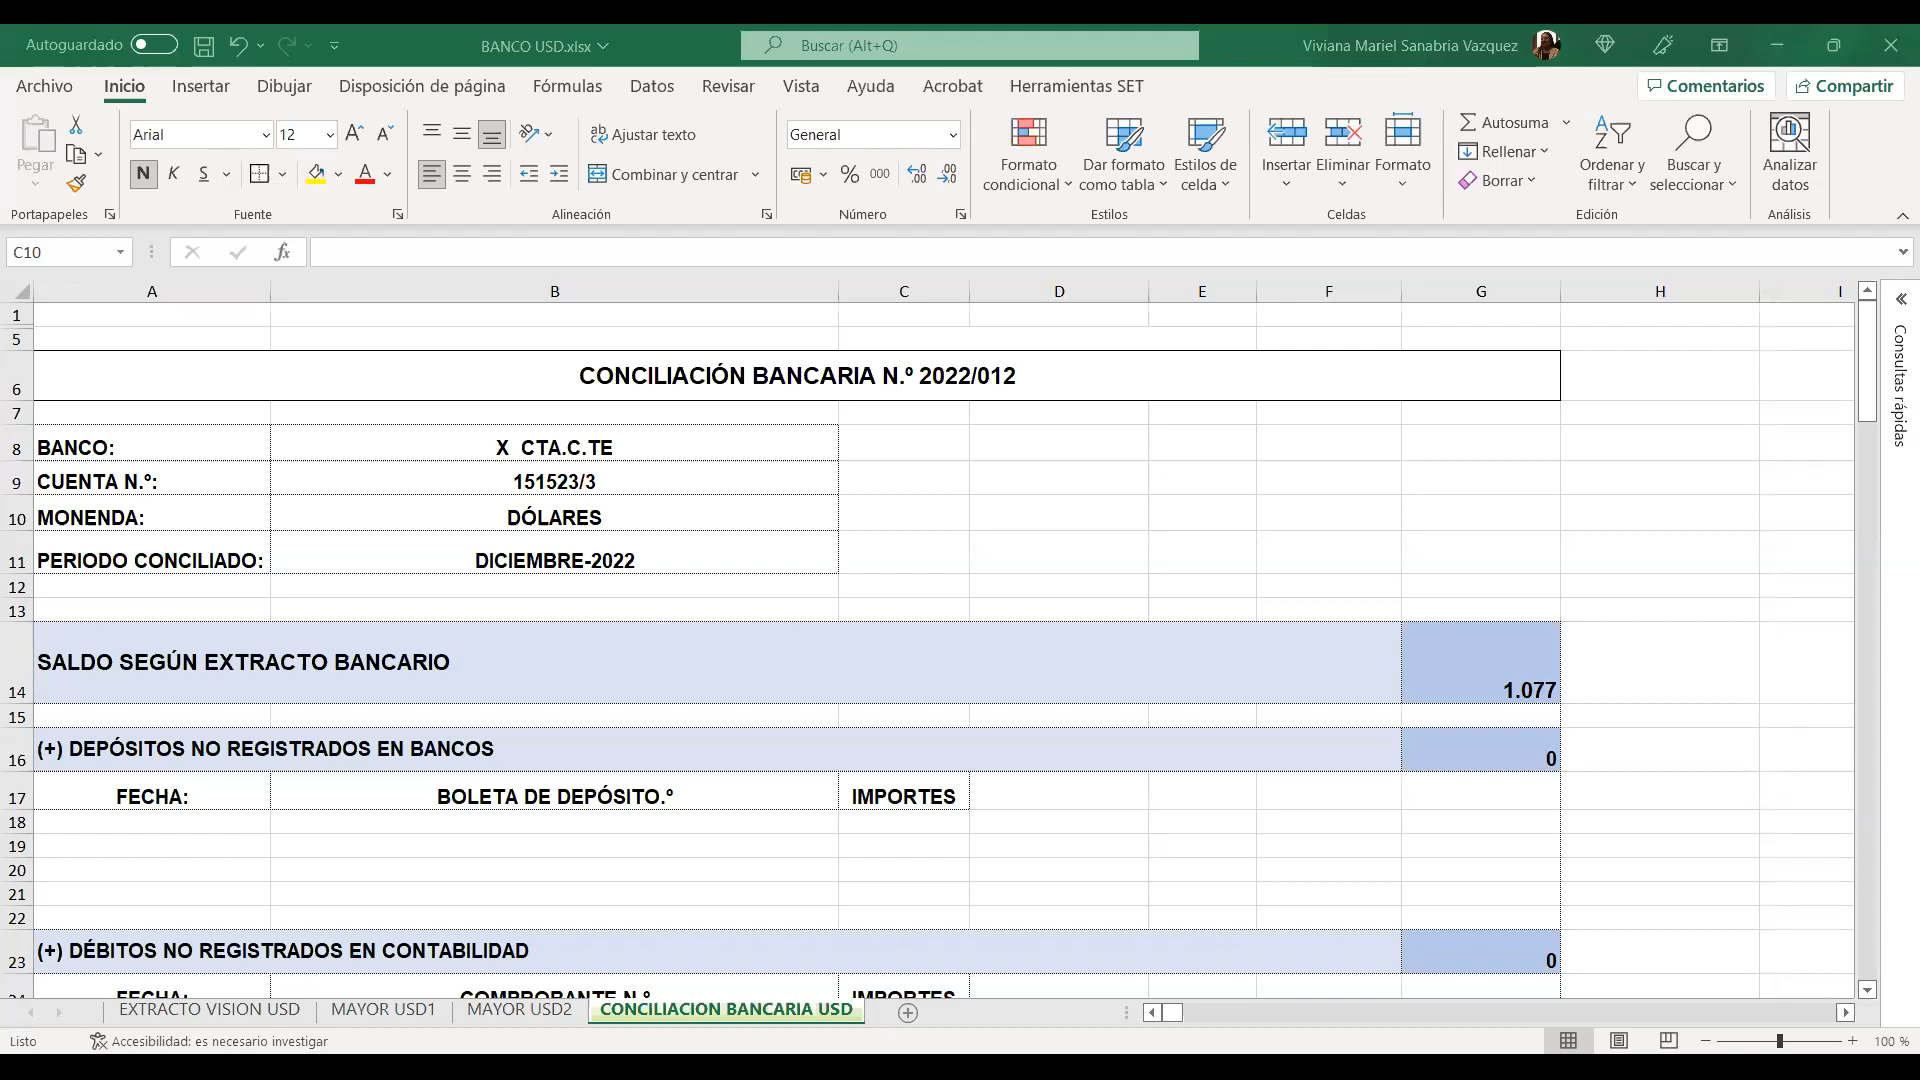 Autoguardado
BANCO USD.xlsx
Buscar (Alt+Q)
Viviana Mariel Sanabria Vazquez
Archivo Inicio Insertar Dibujar Disposición de página Fórmulas Datos Revisar Vista Ayuda Acrobat Herramientas SET Comentarios Compartir
Pegar
Arial 12
N K S
Ajustar texto
Combinar y centrar
General
% 000
Formato condicional
Dar formato como tabla
Estilos de celda
Insertar Eliminar Formato
Autosuma
Rellenar
Borrar
Ordenar y filtrar
Buscar y seleccionar
Analizar datos
Portapapeles Fuente Alineación Número Estilos Celdas Edición Análisis
C10 fx
A B C D E F G H I
Consultas rápidas
1
5
6 CONCILIACIÓN BANCARIA N.º 2022/012
7
8 BANCO: X CTA.C.TE
9 CUENTA N.º: 151523/3
10 MONENDA: DÓLARES
11 PERIODO CONCILIADO: DICIEMBRE-2022
12
13
14 SALDO SEGÚN EXTRACTO BANCARIO 1.077
15
16 (+) DEPÓSITOS NO REGISTRADOS EN BANCOS 0
17 FECHA: BOLETA DE DEPÓSITO.º IMPORTES
18
19
20
21
22
23 (+) DÉBITOS NO REGISTRADOS EN CONTABILIDAD 0
24 FECHA: COMPROBANTE N.º IMPORTES
EXTRACTO VISION USD MAYOR USD1 MAYOR USD2 CONCILIACION BANCARIA USD
Listo Accesibilidad: es necesario investigar 100 %